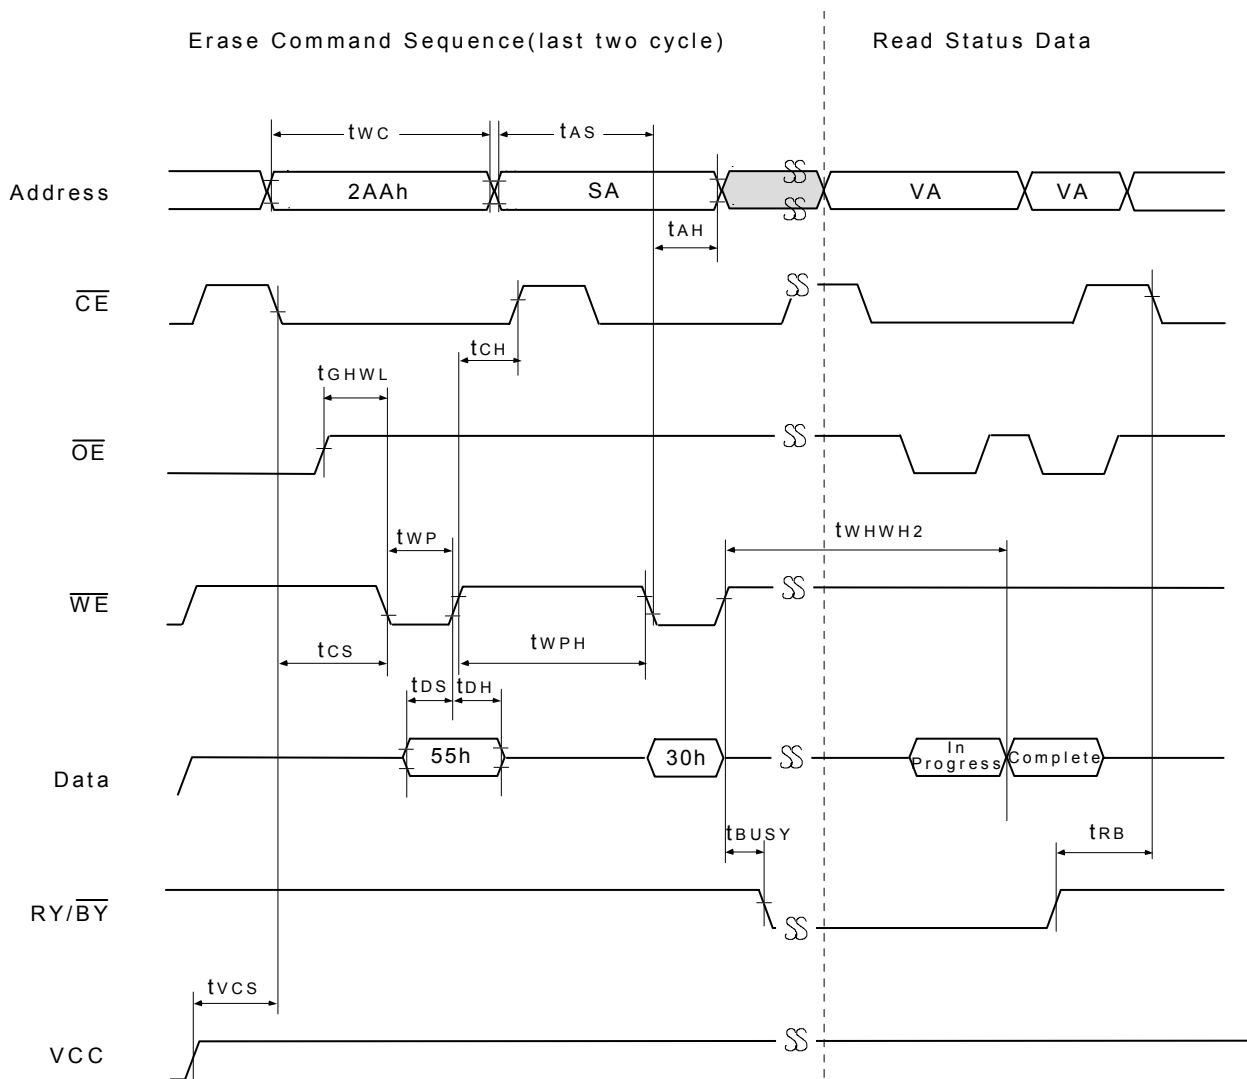 Erase Command Sequence(last two cycle) Read Status Data
tWC tAS
Address 2AAh SA VA VA
tAH
CE
tCH
tGHWL
OE
tWP tWHWH2
WE
tCS tWPH
tDS tDH
55h 30h In Progress Complete
Data
tBUSY tRB
RY/BY
tVCS
VCC